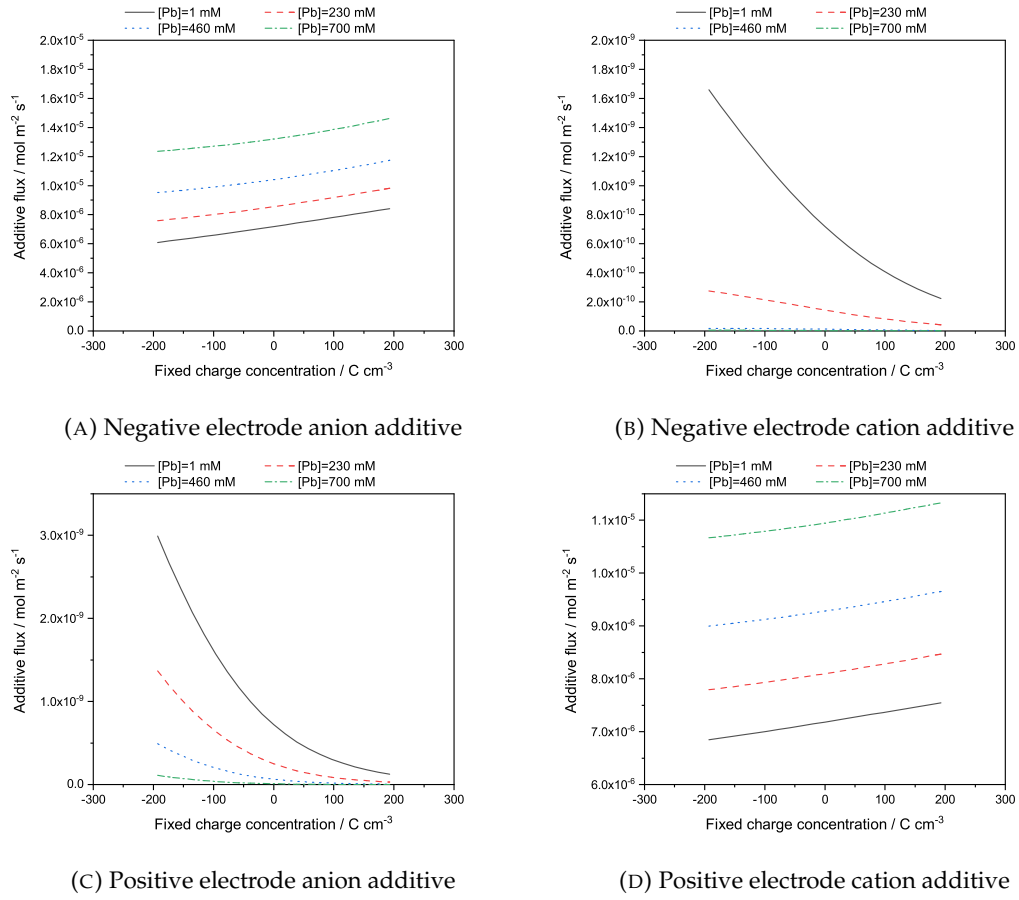 [Pb]=1 mM [Pb]=230 mM
[Pb]=460 mM [Pb]=700 mM
2.0x10⁻⁵
1.8x10⁻⁵
1.6x10⁻⁵
1.4x10⁻⁵
1.2x10⁻⁵
1.0x10⁻⁵
8.0x10⁻⁶
6.0x10⁻⁶
4.0x10⁻⁶
2.0x10⁻⁶
0.0
Additive flux / mol m⁻² s⁻¹
-300 -200 -100 0 100 200 300
Fixed charge concentration / C cm⁻³
(A) Negative electrode anion additive
[Pb]=1 mM [Pb]=230 mM
[Pb]=460 mM [Pb]=700 mM
2.0x10⁻⁹
1.8x10⁻⁹
1.6x10⁻⁹
1.4x10⁻⁹
1.2x10⁻⁹
1.0x10⁻⁹
8.0x10⁻¹⁰
6.0x10⁻¹⁰
4.0x10⁻¹⁰
2.0x10⁻¹⁰
0.0
Additive flux / mol m⁻² s⁻¹
-300 -200 -100 0 100 200 300
Fixed charge concentration / C cm⁻³
(B) Negative electrode cation additive
[Pb]=1 mM [Pb]=230 mM
[Pb]=460 mM [Pb]=700 mM
3.0x10⁻⁹
2.0x10⁻⁹
1.0x10⁻⁹
0.0
Additive flux / mol m⁻² s⁻¹
-300 -200 -100 0 100 200 300
Fixed charge concentration / C cm⁻³
(C) Positive electrode anion additive
[Pb]=1 mM [Pb]=230 mM
[Pb]=460 mM [Pb]=700 mM
1.1x10⁻⁵
1.0x10⁻⁵
9.0x10⁻⁶
8.0x10⁻⁶
7.0x10⁻⁶
6.0x10⁻⁶
Additive flux / mol m⁻² s⁻¹
-300 -200 -100 0 100 200 300
Fixed charge concentration / C cm⁻³
(D) Positive electrode cation additive